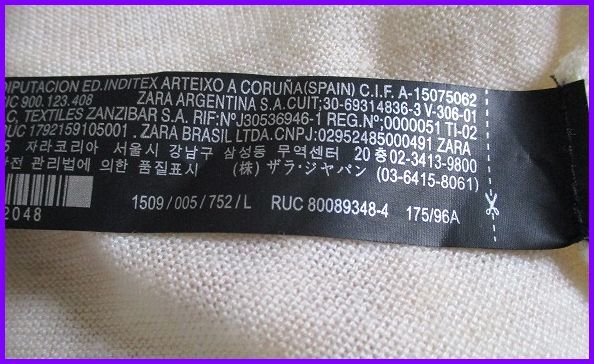 DIPUTACION ED.INDITEX ARTEIXO A CORUÑA(SPAIN) C.I.F. A-15075062
RUC 900.123.408 ZARA ARGENTINA S.A.CUIT;30-69314836-3 V-306-01
TEXTILES ZANZIBAR S.A. RIF:NºJ30536946-1 REG.Nº;0000051 TI-02
RUC 1792159105001 . ZARA BRASIL LTDA.CNPJ:02952485000491 ZARA
자라코리아 서울시 강남구 삼성동 무역센터 20층 02-3413-9800
관리법에 의한 품질표시 (株) ザラ・ジャパン (03-6415-8061)
2048 1509/005/752/L RUC 80089348-4 175/96A